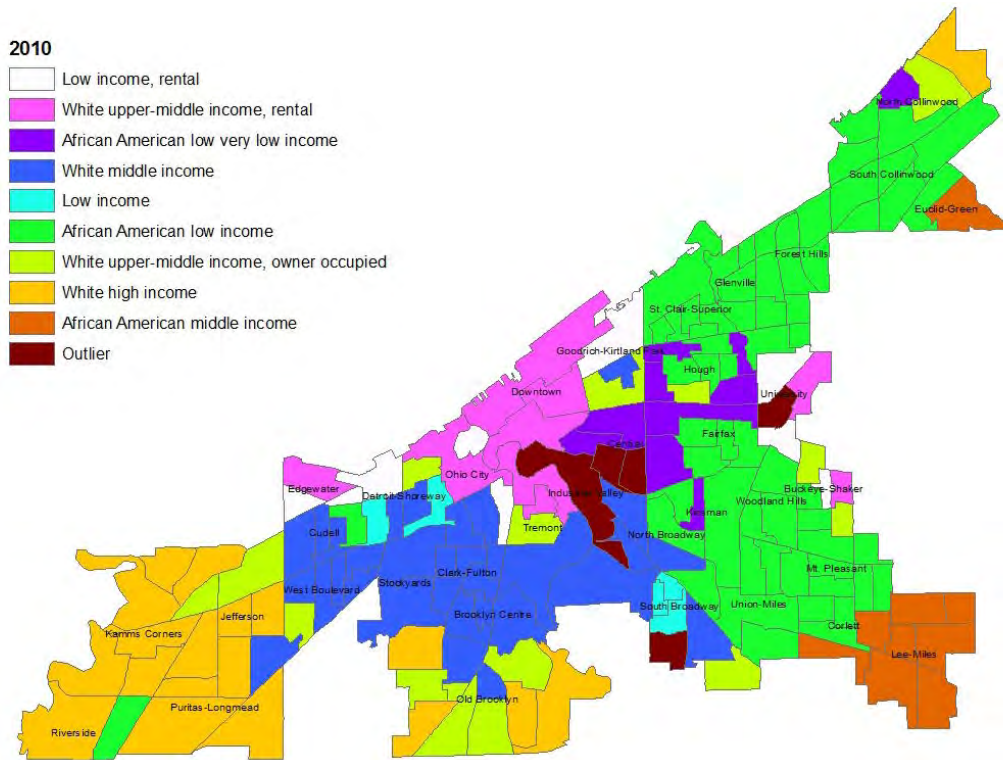 2010
Low income, rental
White upper-middle income, rental
African American low very low income
White middle income
Low income
African American low income
White upper-middle income, owner occupied
White high income
African American middle income
Outlier
North Collinwood
South Collinwood
Euclid-Green
Forest Hills
Glenville
St. Clair-Superior
Goodrich-Kirtland Park
Hough
Downtown
University
Central
Fairfax
Ohio City
Edgewater
Detroit-Shoreway
Industrial Valley
Buckeye-Shaker
Woodland Hills
Kinsman
Tremont
Cudell
North Broadway
Mt. Pleasant
Clark-Fulton
Stockyards
West Boulevard
Brooklyn Centre
South Broadway
Union-Miles
Jefferson
Corlett
Kamms Corners
Lee-Miles
Old Brooklyn
Puritas-Longmead
Riverside